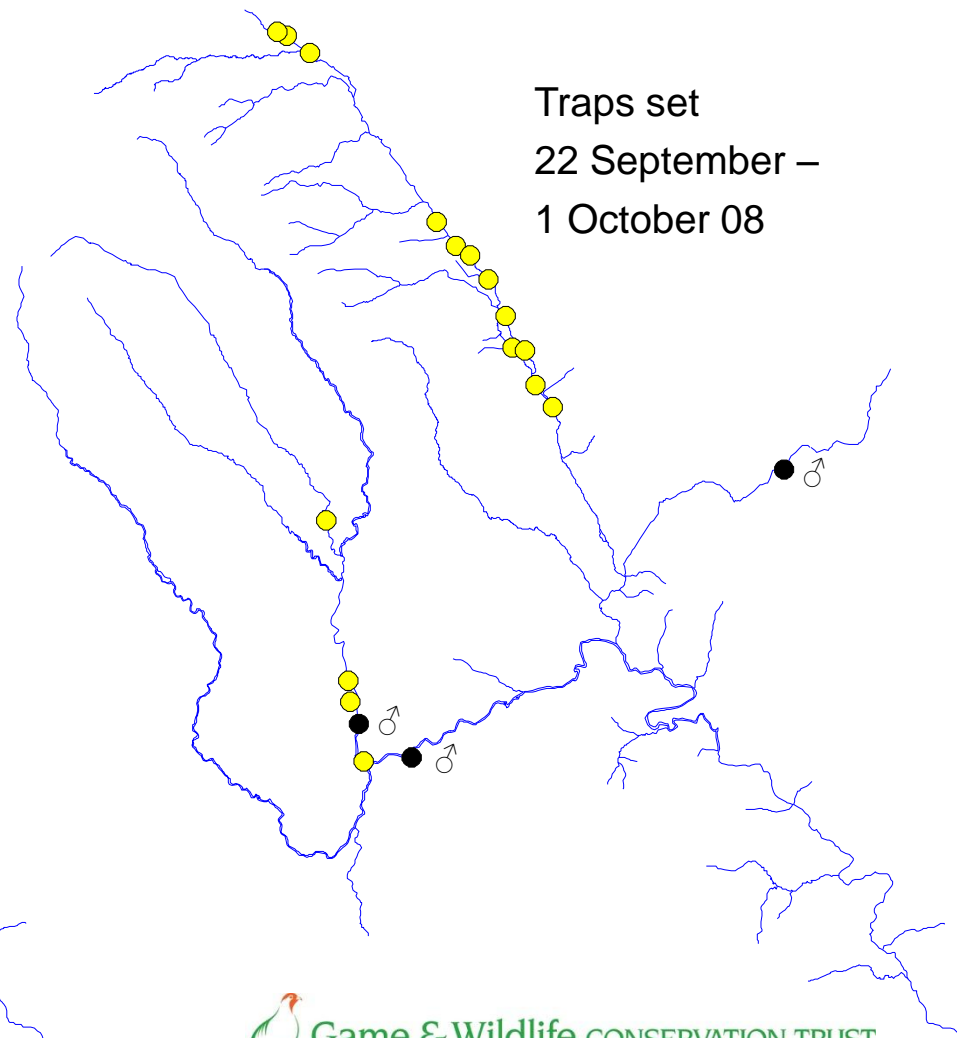 Traps set
22 September –
1 October 08
♂
♂
♂
Game & Wildlife CONSERVATION TRUST